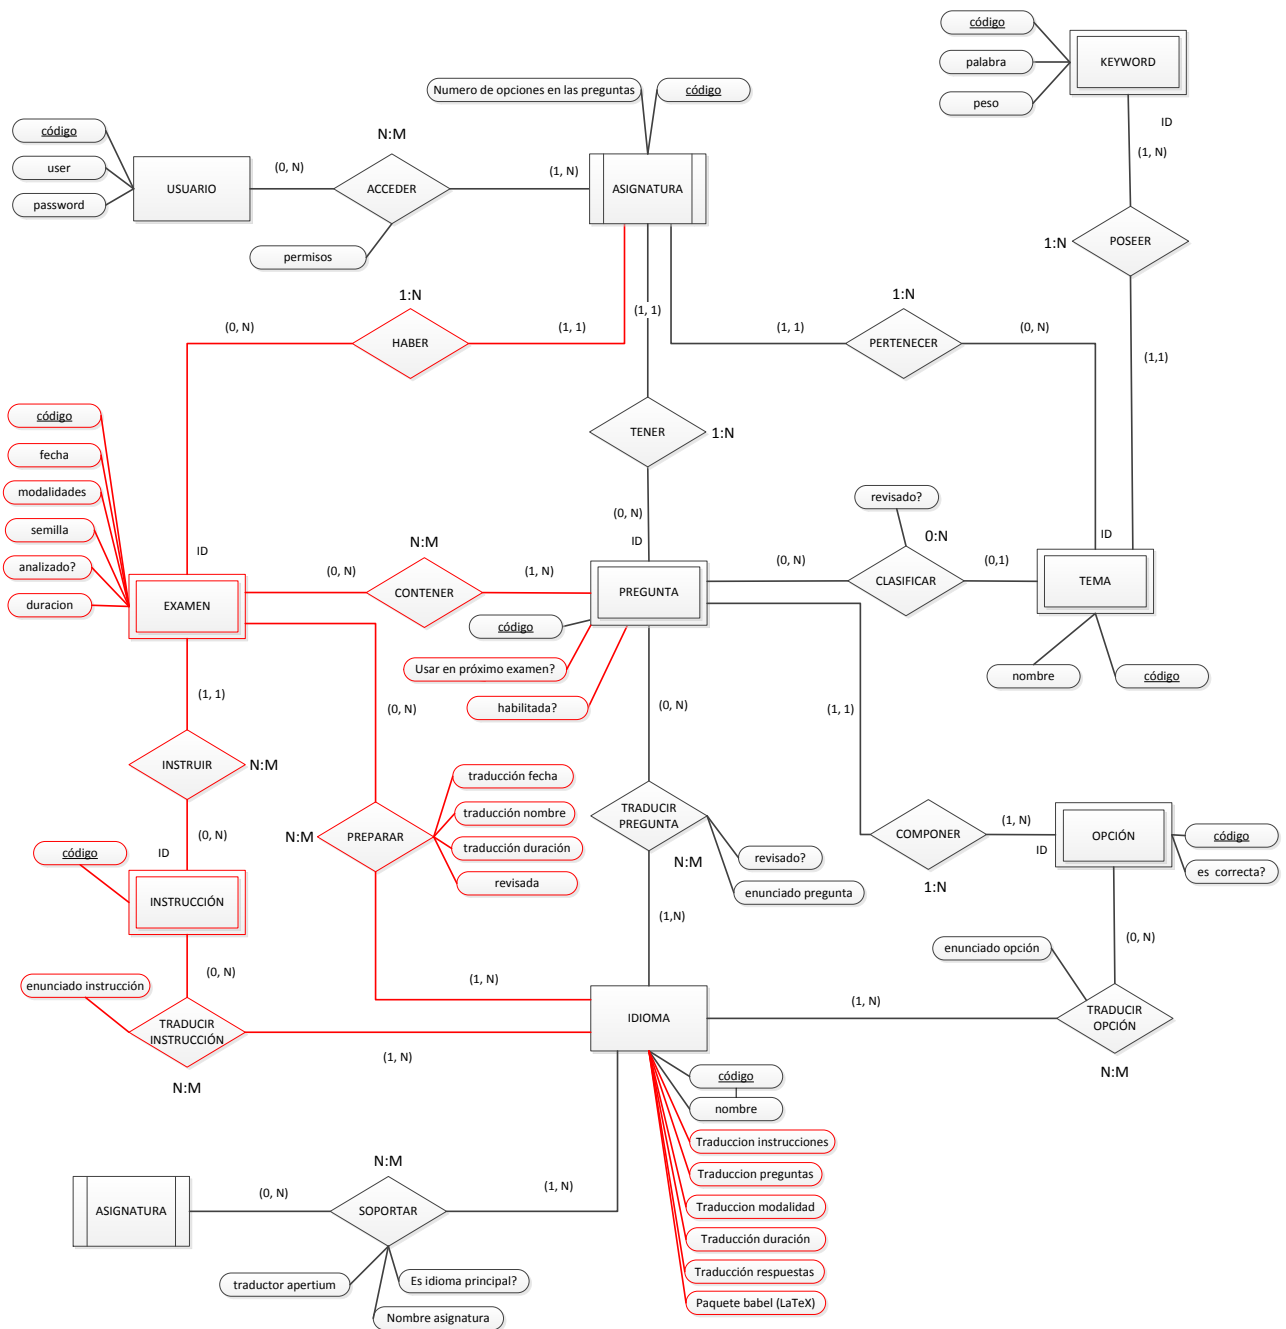 código
palabra
KEYWORD
peso
ID
Numero de opciones en las preguntas
código
código
user
password
USUARIO
(0, N)
N:M
ACCEDER
permisos
(1, N)
ASIGNATURA
(1, N)
1:N
POSEER
(1,1)
1:N
(0, N)
HABER
(1, 1)
(1, 1)
1:N
(1, 1)
PERTENECER
(0, N)
TENER
1:N
código
fecha
modalidades
semilla
analizado?
duracion
ID
EXAMEN
N:M
(0, N)
CONTENER
(1, N)
(0, N)
ID
PREGUNTA
código
Usar en próximo examen?
habilitada?
revisado?
0:N
(0, N)
CLASIFICAR
(0,1)
ID
TEMA
nombre
código
(1, 1)
INSTRUIR
N:M
(0, N)
ID
código
INSTRUCCIÓN
(0, N)
N:M
PREPARAR
traducción fecha
traducción nombre
traducción duración
revisada
(0, N)
TRADUCIR
PREGUNTA
N:M
revisado?
enunciado pregunta
(1,N)
(1, 1)
COMPONER
1:N
(1, N)
ID
OPCIÓN
código
es correcta?
(0, N)
enunciado opción
TRADUCIR
OPCIÓN
N:M
(1, N)
(0, N)
enunciado instrucción
TRADUCIR
INSTRUCCIÓN
N:M
(1, N)
(1, N)
IDIOMA
código
nombre
Traduccion instrucciones
Traduccion preguntas
Traduccion modalidad
Traducción duración
Traducción respuestas
Paquete babel (LaTeX)
ASIGNATURA
(0, N)
N:M
SOPORTAR
(1, N)
traductor apertium
Es idioma principal?
Nombre asignatura